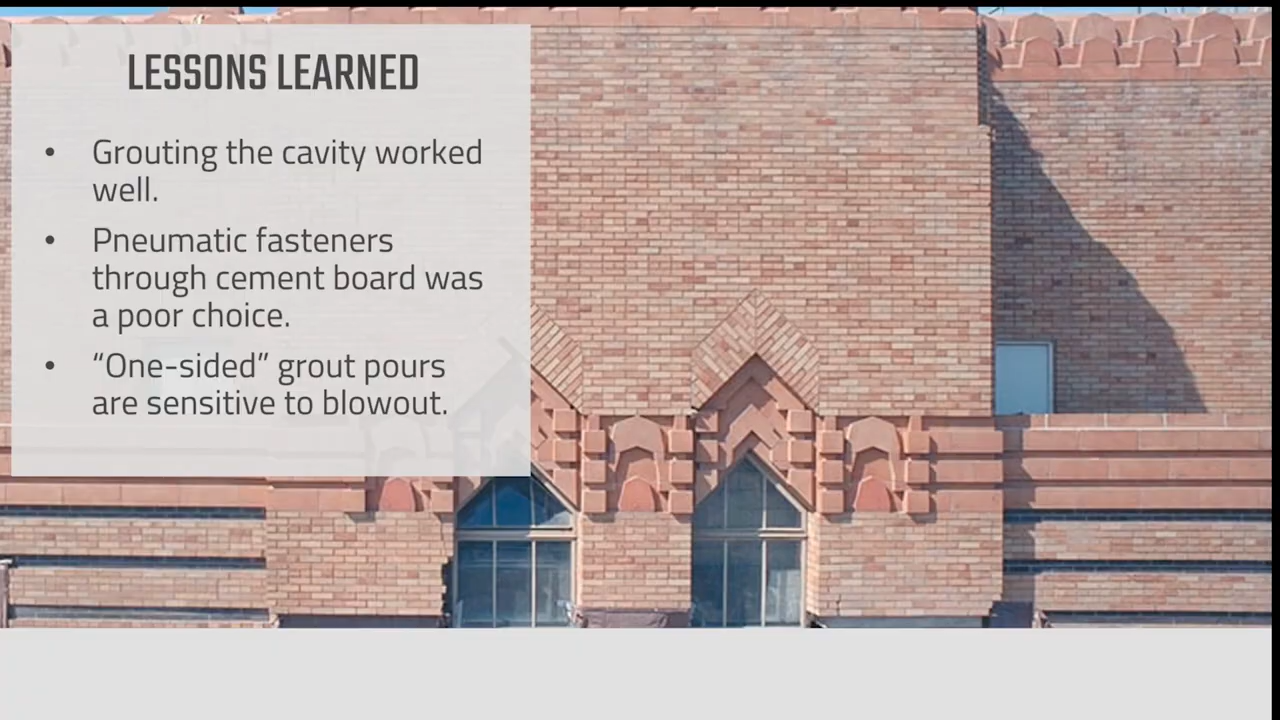 LESSONS LEARNED
• Grouting the cavity worked
well.
• Pneumatic fasteners
through cement board was
a poor choice.
• “One-sided” grout pours
are sensitive to blowout.